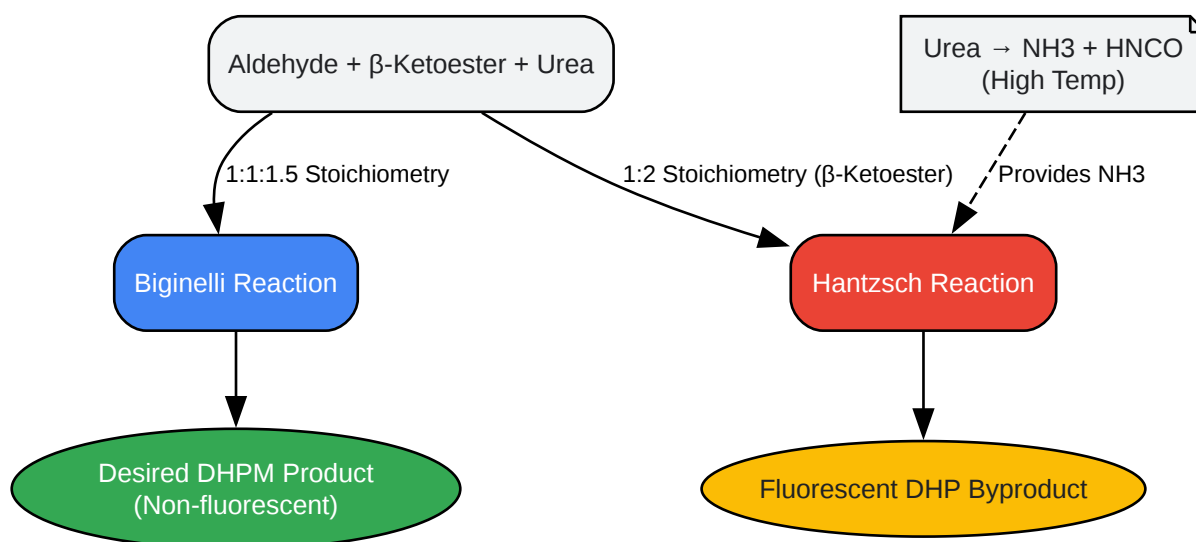 Aldehyde + β-Ketoester + Urea
Urea → NH3 + HNCO
(High Temp)
1:1:1.5 Stoichiometry
1:2 Stoichiometry (β-Ketoester)
Provides NH3
Biginelli Reaction
Hantzsch Reaction
Desired DHPM Product
(Non-fluorescent)
Fluorescent DHP Byproduct